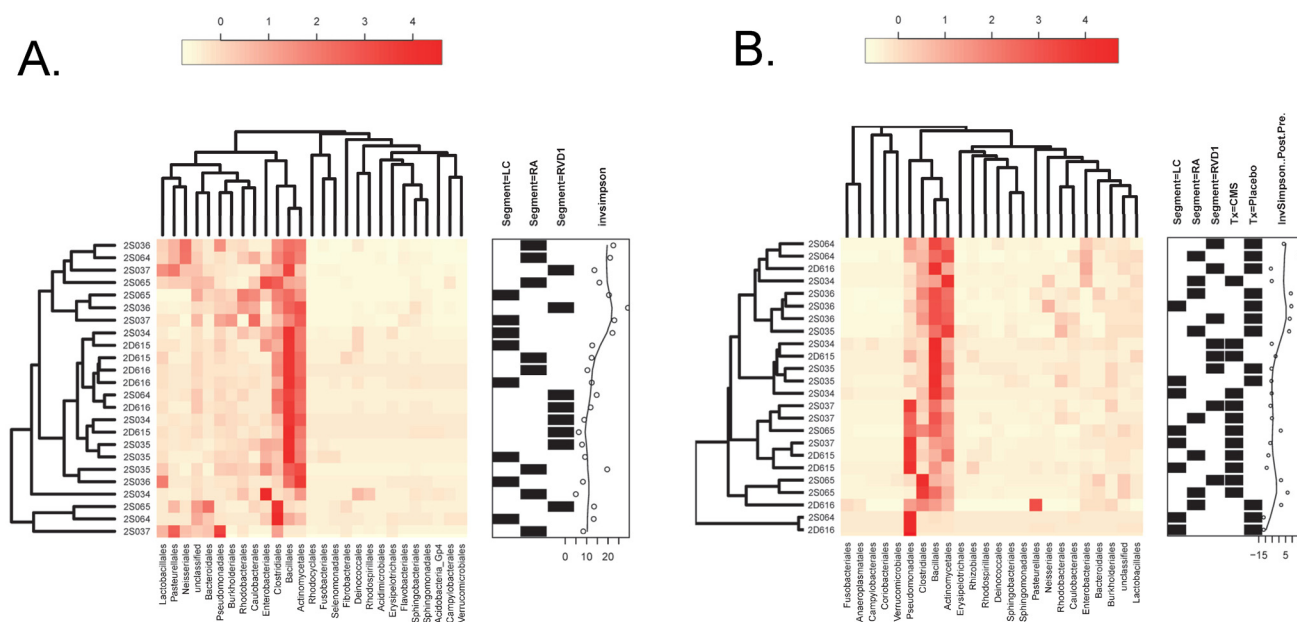 A.
0 1 2 3 4
Segment=LC
Segment=RA
Segment=RVD1
invsimpson
2S036
2S064
2S037
2S065
2S065
2S036
2S037
2S034
2D615
2D616
2D616
2S064
2D616
2S034
2D615
2S035
2S035
2S035
2S036
2S034
2S065
2S064
2S037
0 10 20
Lactobacillales
Pasteurellales
Neisseriales
unclassified
Bacteroidales
Pseudomonadales
Burkholderiales
Rhodobacterales
Caulobacterales
Enterobacteriales
Clostridiales
Bacillales
Actinomycetales
Rhodocyclales
Fusobacteriales
Selenomonadales
Fibrobacterales
Deinococcales
Rhodospirillales
Acidimicrobiales
Erysipelotrichales
Flavobacteriales
Sphingobacteriales
Sphingomonadales
Acidobacteria_Gp4
Campylobacterales
Verrucomicrobiales
B.
0 1 2 3 4
Segment=LC
Segment=RA
Segment=RVD1
Tx=CMS
Tx=Placebo
InvSimpson..Post.Pre.
2S064
2S064
2D616
2S034
2S036
2S036
2S035
2S034
2D615
2S035
2S035
2S034
2S037
2S037
2S065
2S037
2D615
2D615
2S065
2S065
2D616
2S064
2D616
−15 5
Fusobacteriales
Anaeroplasmatales
Campylobacterales
Coriobacteriales
Verrucomicrobiales
Pseudomonadales
Clostridiales
Bacillales
Actinomycetales
Erysipelotrichales
Rhizobiales
Rhodospirillales
Deinococcales
Sphingobacteriales
Sphingomonadales
Pasteurellales
Neisseriales
Rhodobacterales
Caulobacterales
Enterobacteriales
Bacteroidales
Burkholderiales
unclassified
Lactobacillales